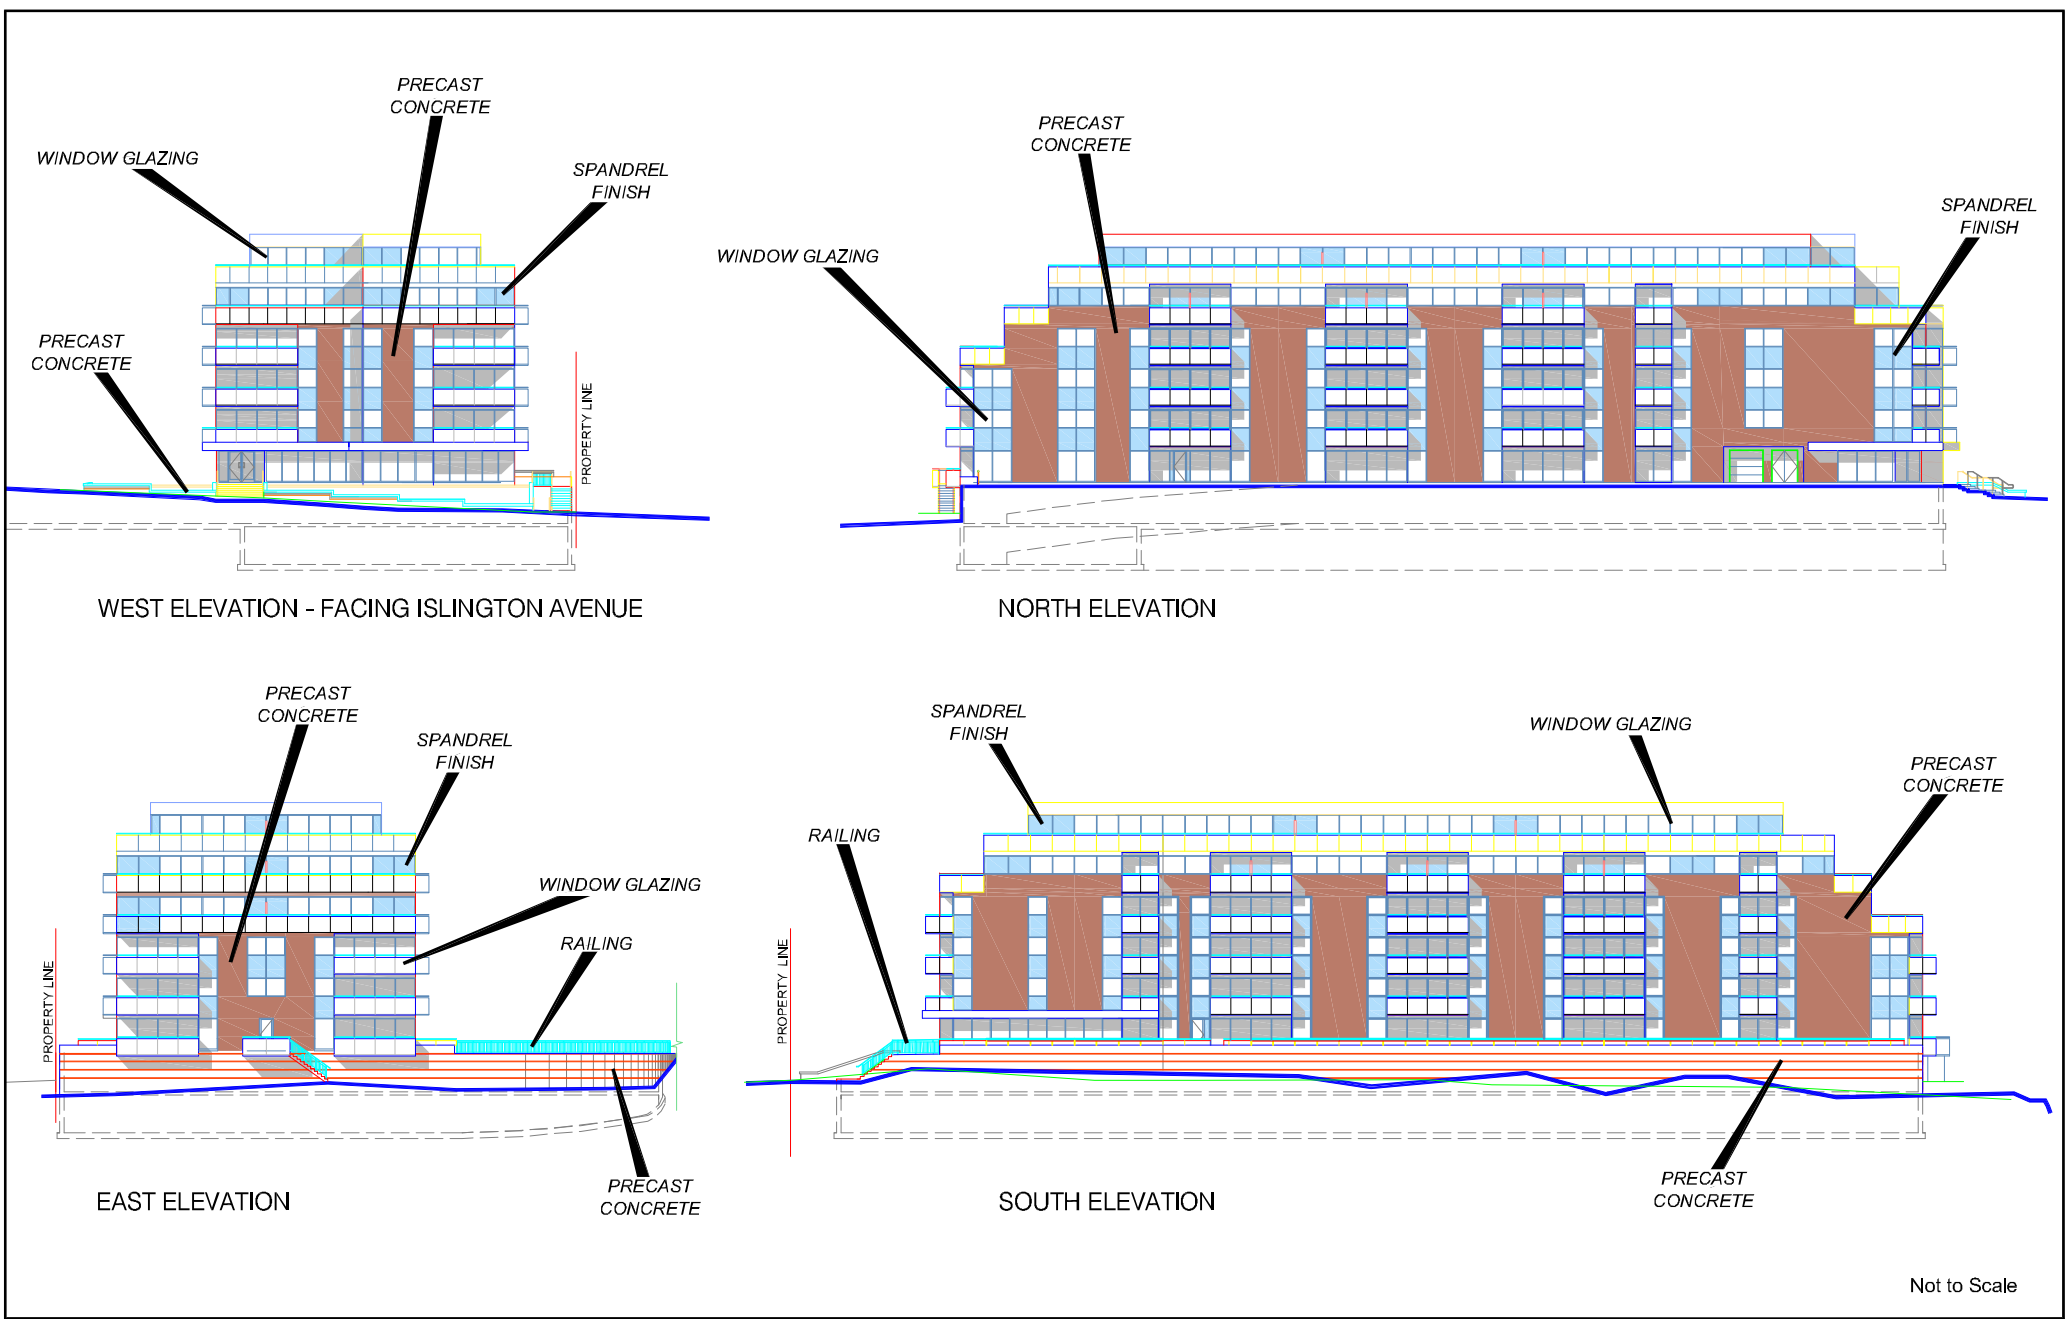 PRECAST
CONCRETE
WINDOW GLAZING
SPANDREL
FINISH
PRECAST
CONCRETE
PROPERTY LINE
WEST ELEVATION - FACING ISLINGTON AVENUE
PRECAST
CONCRETE
WINDOW GLAZING
SPANDREL
FINISH
NORTH ELEVATION
PRECAST
CONCRETE
SPANDREL
FINISH
WINDOW GLAZING
RAILING
PROPERTY LINE
PRECAST
CONCRETE
EAST ELEVATION
SPANDREL
FINISH
WINDOW GLAZING
PRECAST
CONCRETE
RAILING
PROPERTY LINE
PRECAST
CONCRETE
SOUTH ELEVATION
Not to Scale